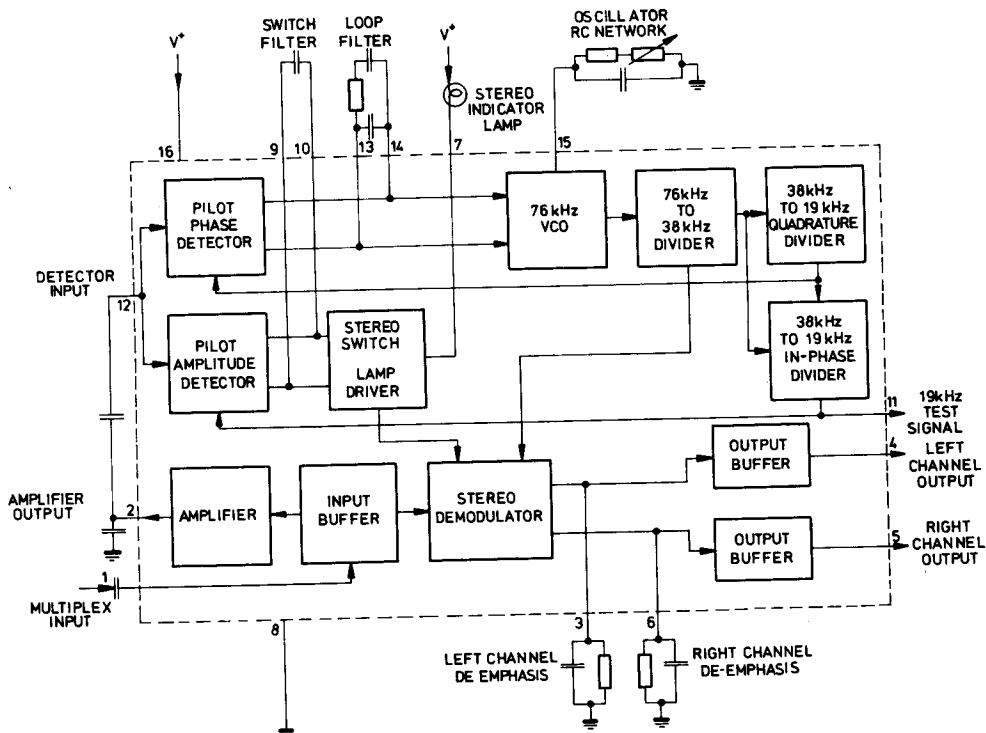 OSCILLATOR
RC NETWORK
SWITCH
FILTER
LOOP
FILTER
V+
V+
STEREO
INDICATOR
LAMP
16
9
10
13
14
7
15
PILOT
PHASE
DETECTOR
76kHz
VCO
76kHz
TO
38kHz
DIVIDER
38kHz
TO 19kHz
QUADRATURE
DIVIDER
DETECTOR
INPUT
12
PILOT
AMPLITUDE
DETECTOR
STEREO
SWITCH
LAMP
DRIVER
38kHz
TO 19kHz
IN-PHASE
DIVIDER
11
19kHz
TEST
SIGNAL
4
LEFT
CHANNEL
OUTPUT
OUTPUT
BUFFER
AMPLIFIER
OUTPUT
2
AMPLIFIER
INPUT
BUFFER
STEREO
DEMODULATOR
OUTPUT
BUFFER
5
RIGHT
CHANNEL
OUTPUT
1
MULTIPLEX
INPUT
8
3
6
LEFT CHANNEL
DE EMPHASIS
RIGHT CHANNEL
DE-EMPHASIS